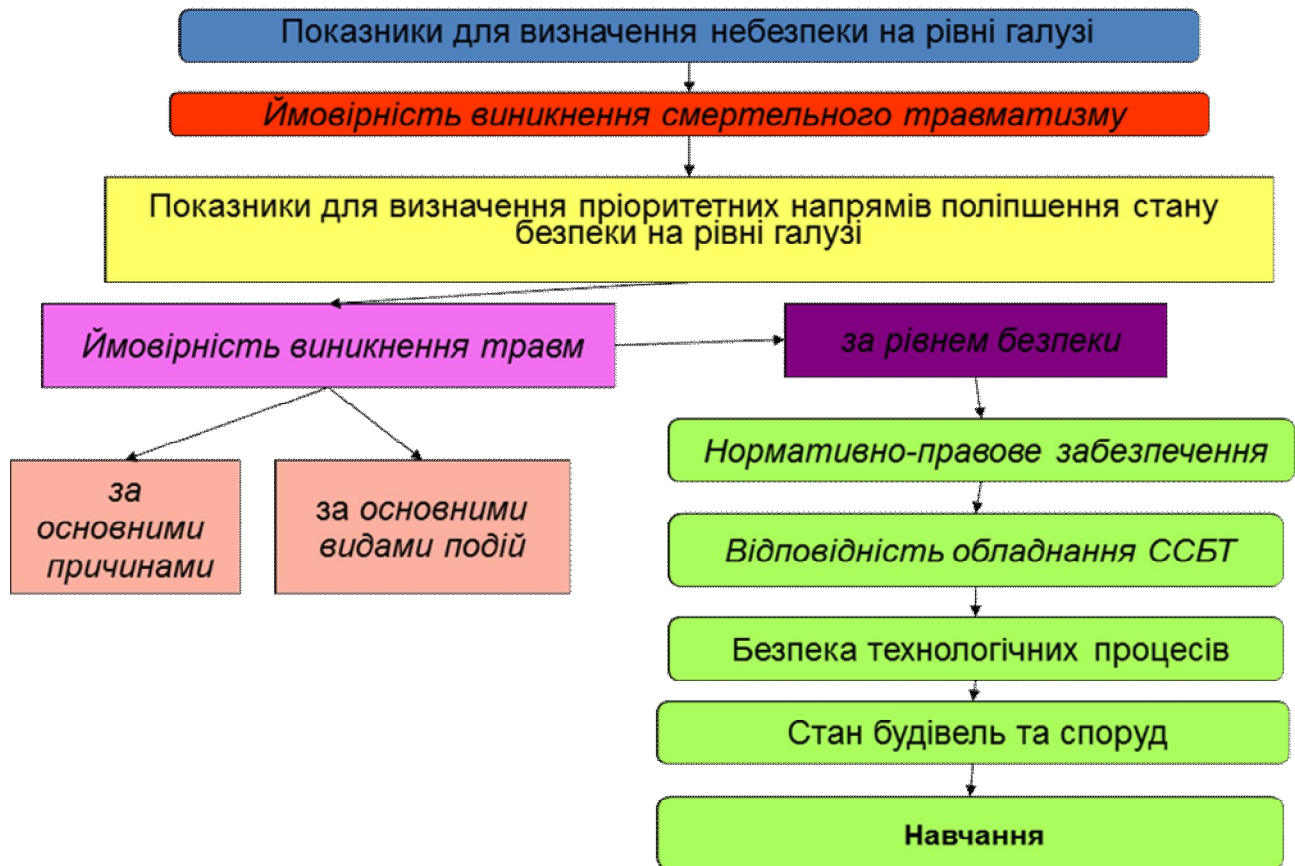 Показники для визначення небезпеки на рівні галузі
Ймовірність виникнення смертельного травматизму
Показники для визначення пріоритетних напрямів поліпшення стану
безпеки на рівні галузі
Ймовірність виникнення травм
за рівнем безпеки
за
основними
причинами
за основними
видами подій
Нормативно-правове забезпечення
Відповідність обладнання ССБТ
Безпека технологічних процесів
Стан будівель та споруд
Навчання